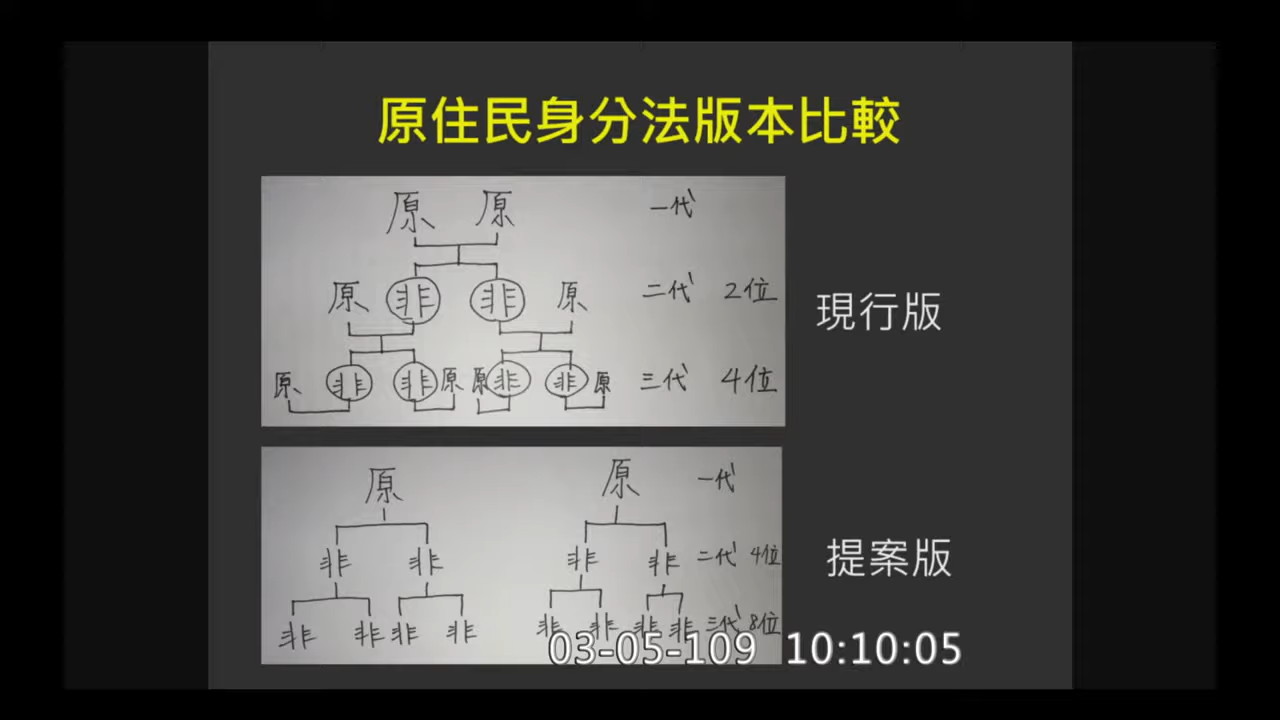 原住民身分法版本比較
原 原 一代
原 非 非 原 二代 2位
原 非 非 原 原 非 非 原 三代 4位
現行版
原 原 一代
非 非 非 非 二代 4位
非 非 非 非 非 非 非 非 三代 8位
提案版
03-05-109 10:10:05